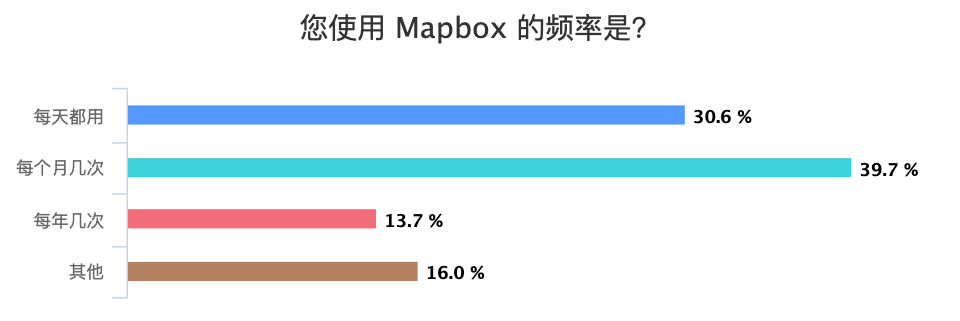 您使用 Mapbox 的频率是?
每天都用 30.6 %
每个月几次 39.7 %
每年几次 13.7 %
其他 16.0 %